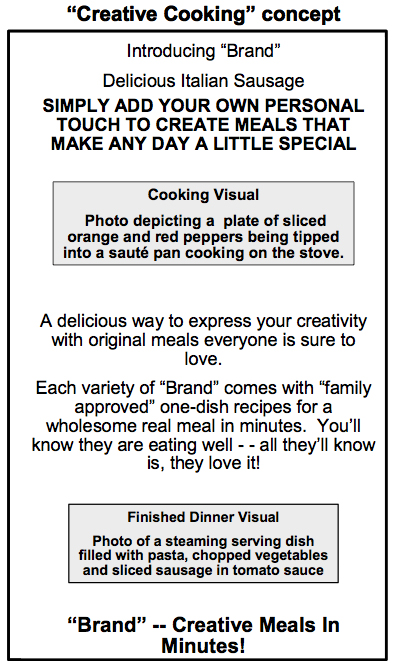 “Creative Cooking” concept
Introducing “Brand”
Delicious Italian Sausage
SIMPLY ADD YOUR OWN PERSONAL
TOUCH TO CREATE MEALS THAT
MAKE ANY DAY A LITTLE SPECIAL
Cooking Visual
Photo depicting a plate of sliced
orange and red peppers being tipped
into a sauté pan cooking on the stove.
A delicious way to express your creativity
with original meals everyone is sure to
love.
Each variety of “Brand” comes with “family
approved” one-dish recipes for a
wholesome real meal in minutes. You’ll
know they are eating well - - all they’ll know
is, they love it!
Finished Dinner Visual
Photo of a steaming serving dish
filled with pasta, chopped vegetables
and sliced sausage in tomato sauce
“Brand” -- Creative Meals In
Minutes!